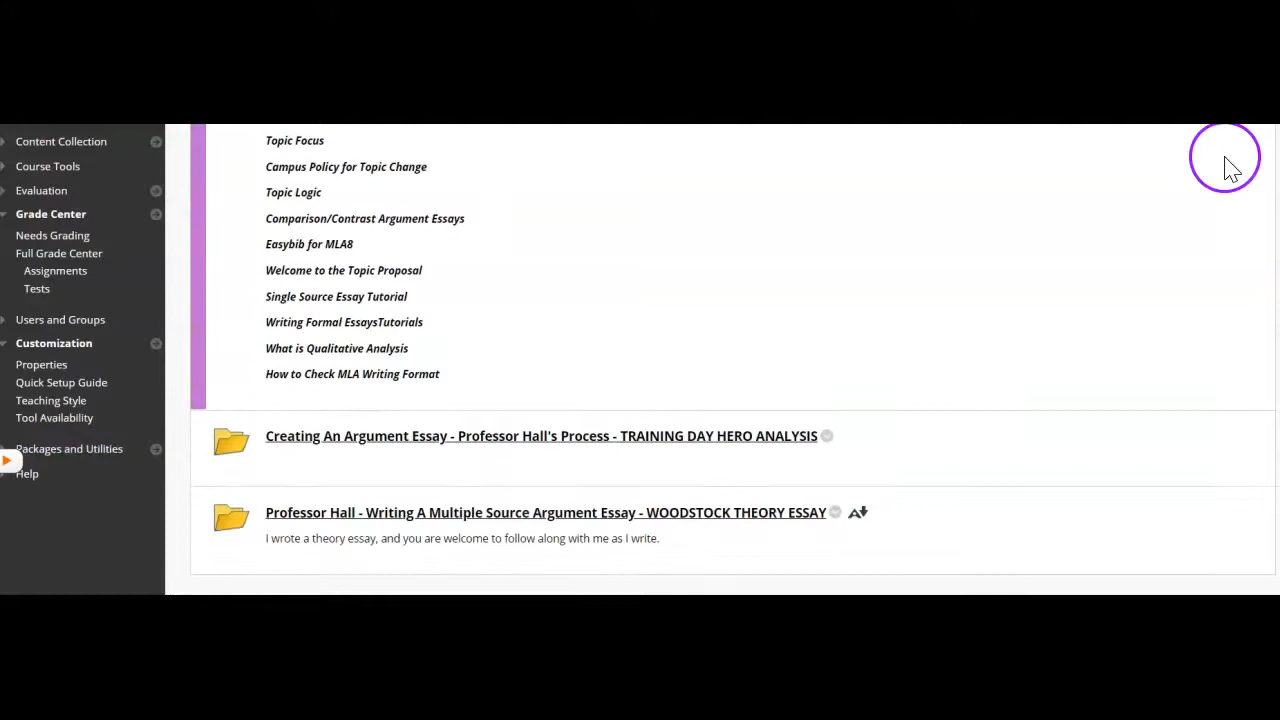 Content Collection
Course Tools
Evaluation
Grade Center
Needs Grading
Full Grade Center
Assignments
Tests
Users and Groups
Customization
Properties
Quick Setup Guide
Teaching Style
Tool Availability
Packages and Utilities
Help
Topic Focus
Campus Policy for Topic Change
Topic Logic
Comparison/Contrast Argument Essays
Easybib for MLA8
Welcome to the Topic Proposal
Single Source Essay Tutorial
Writing Formal EssaysTutorials
What is Qualitative Analysis
How to Check MLA Writing Format
Creating An Argument Essay - Professor Hall's Process - TRAINING DAY HERO ANALYSIS
Professor Hall - Writing A Multiple Source Argument Essay - WOODSTOCK THEORY ESSAY
I wrote a theory essay, and you are welcome to follow along with me as I write.